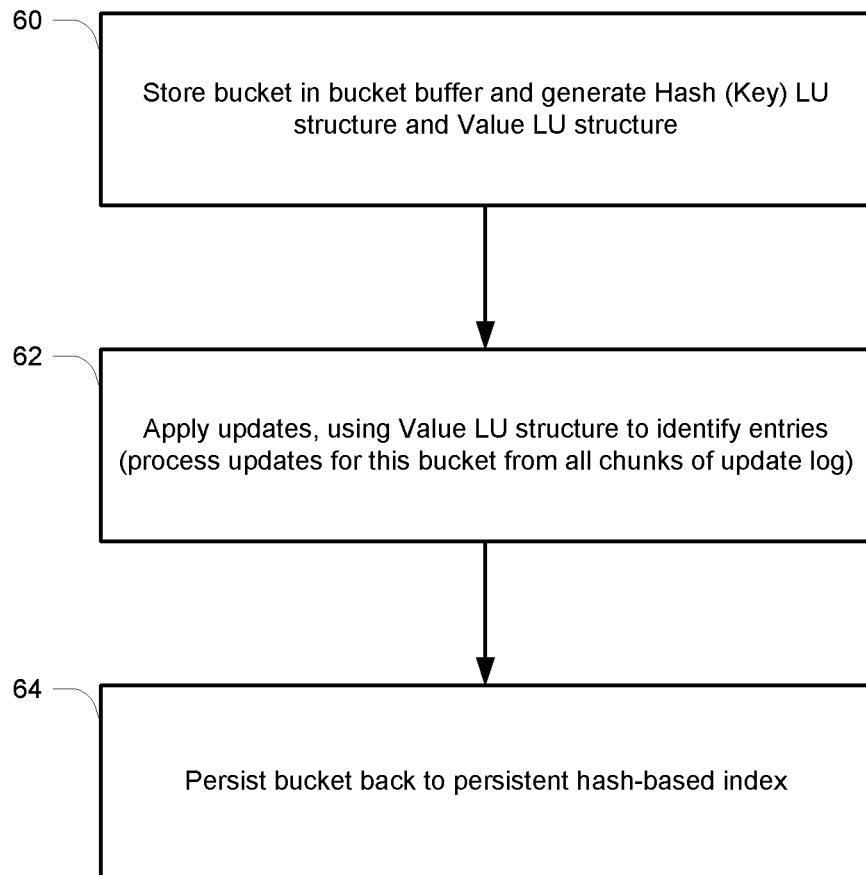 60
Store bucket in bucket buffer and generate Hash (Key) LU
structure and Value LU structure
62
Apply updates, using Value LU structure to identify entries
(process updates for this bucket from all chunks of update log)
64
Persist bucket back to persistent hash-based index